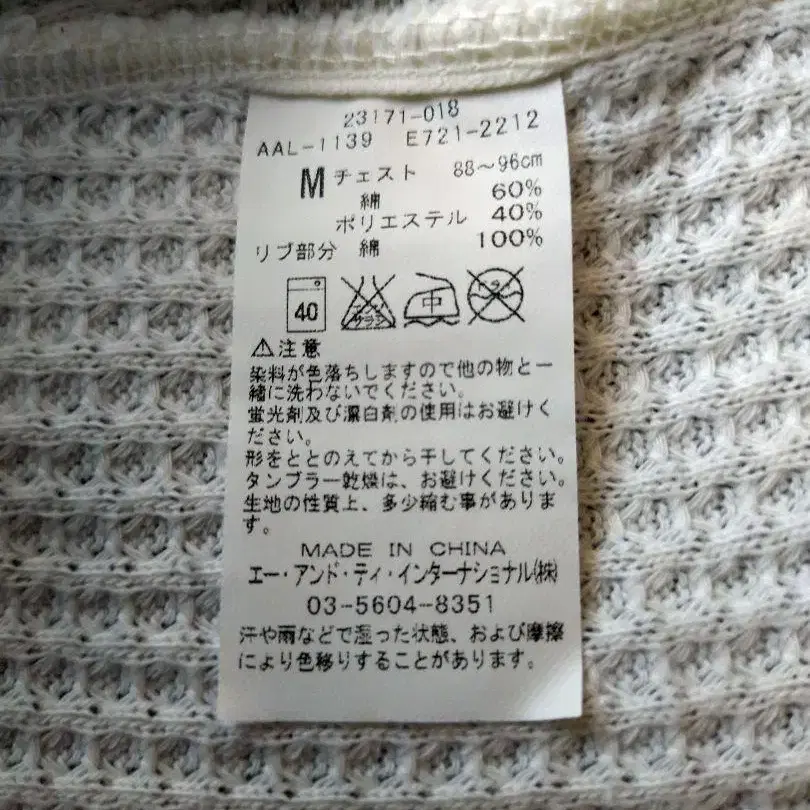 23171-018
AAL-1139 E721-2212
M チェスト 88～96cm
綿 60%
ポリエステル 40%
リブ部分 綿 100%
40 エンソ サラシ 中
⚠注意
染料が色落ちしますので他の物と一
緒に洗わないでください。
蛍光剤及び漂白剤の使用はお避けく
ださい。
形をととのえてから干してください。
タンブラー乾燥は、お避けください。
生地の性質上、多少縮む事がありま
す。
MADE IN CHINA
エー・アンド・ティ・インターナショナル(株)
03-5604-8351
汗や雨などで湿った状態、および摩擦
により色移りすることがあります。